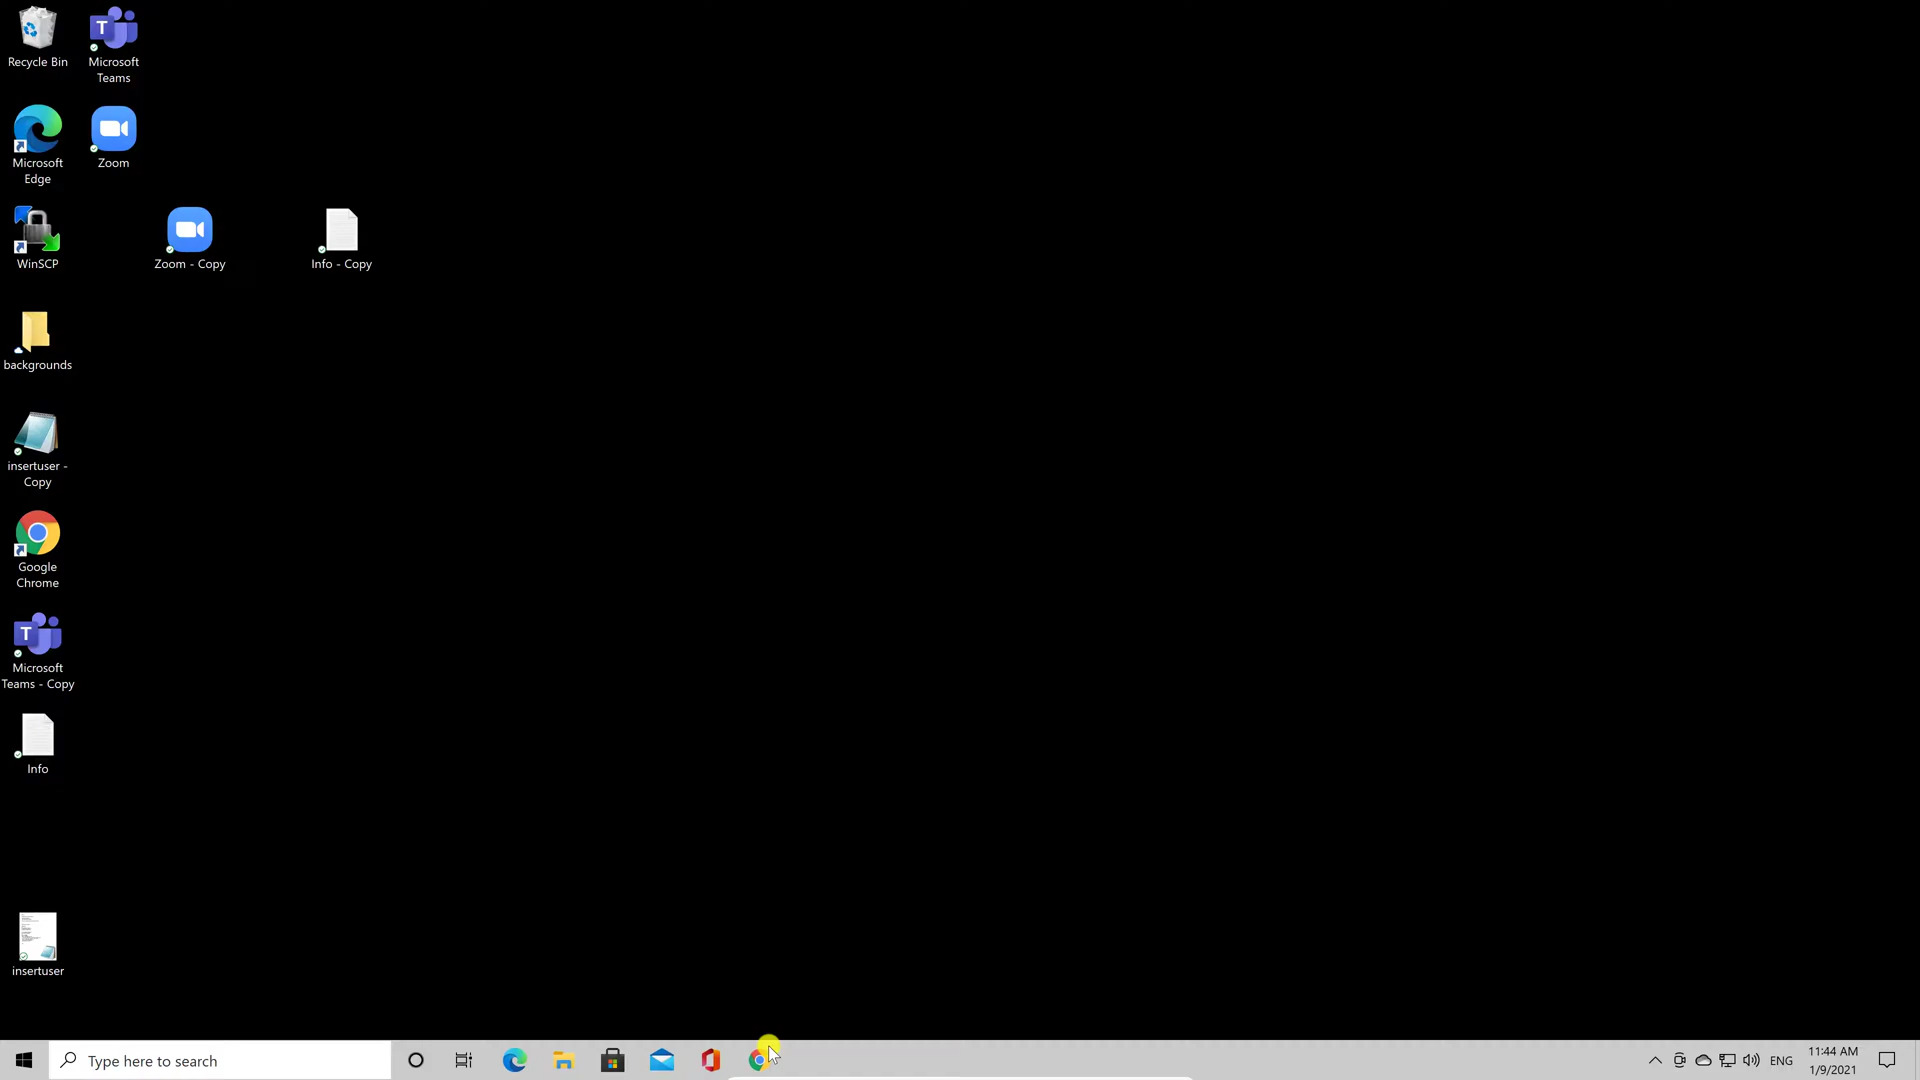 Recycle Bin
Microsoft
Teams
Microsoft
Edge
Zoom
WinSCP
Zoom - Copy
Info - Copy
backgrounds
insertuser -
Copy
Google
Chrome
Microsoft
Teams - Copy
Info
insertuser
Type here to search
ENG
11:44 AM
1/9/2021